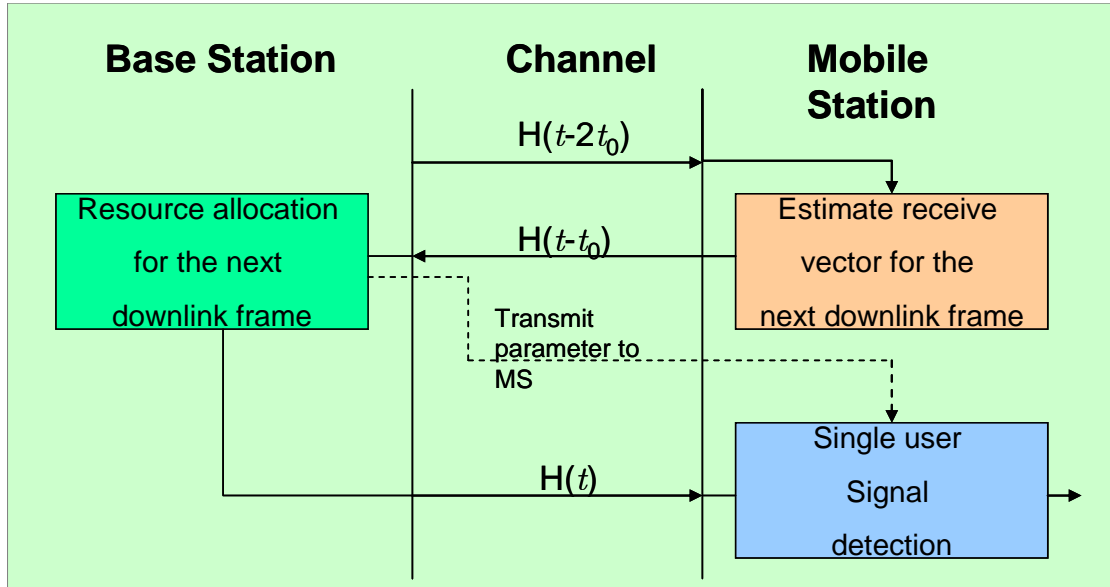 Base Station
Channel
Mobile
Station
H(t-2t₀)
Resource allocation
for the next
downlink frame
H(t-t₀)
Estimate receive
vector for the
next downlink frame
Transmit
parameter to
MS
H(t)
Single user
Signal
detection